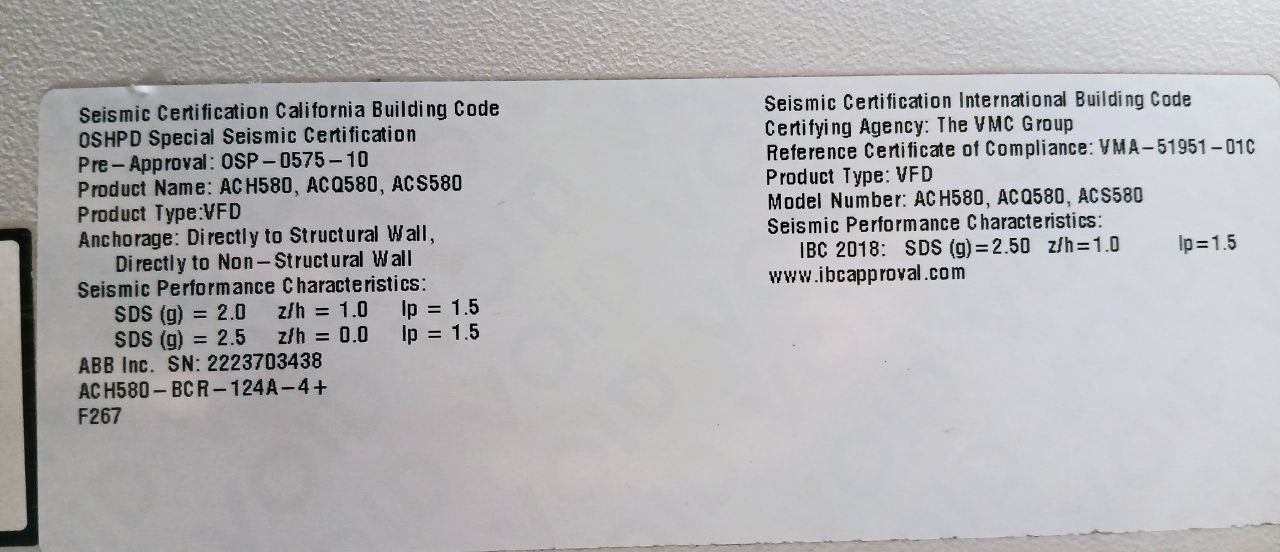 Seismic Certification California Building Code
OSHPD Special Seismic Certification
Pre-Approval: OSP-0575-10
Product Name: ACH580, ACQ580, ACS580
Product Type:VFD
Anchorage: Directly to Structural Wall,
Directly to Non-Structural Wall
Seismic Performance Characteristics:
SDS (g) = 2.0 z/h = 1.0 Ip = 1.5
SDS (g) = 2.5 z/h = 0.0 Ip = 1.5
ABB Inc. SN: 2223703438
ACH580-BCR-124A-4+
F267
Seismic Certification International Building Code
Certifying Agency: The VMC Group
Reference Certificate of Compliance: VMA-51951-01C
Product Type: VFD
Model Number: ACH580, ACQ580, ACS580
Seismic Performance Characteristics:
IBC 2018: SDS (g)=2.50 z/h=1.0 Ip=1.5
www.ibcapproval.com